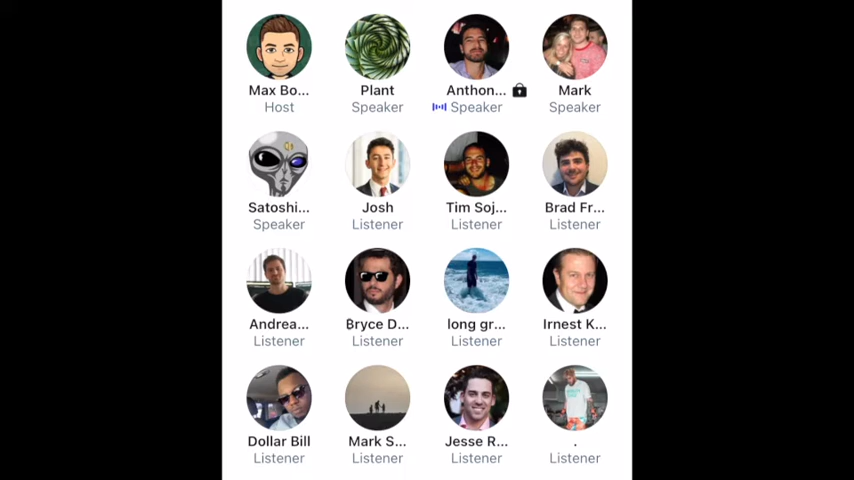 Max Bo... Plant Anthon... Mark
Host Speaker Speaker Speaker
Satoshi... Josh Tim Soj... Brad Fr...
Speaker Listener Listener Listener
Andrea... Bryce D... long gr... Irnest K...
Listener Listener Listener Listener
Dollar Bill Mark S... Jesse R... .
Listener Listener Listener Listener